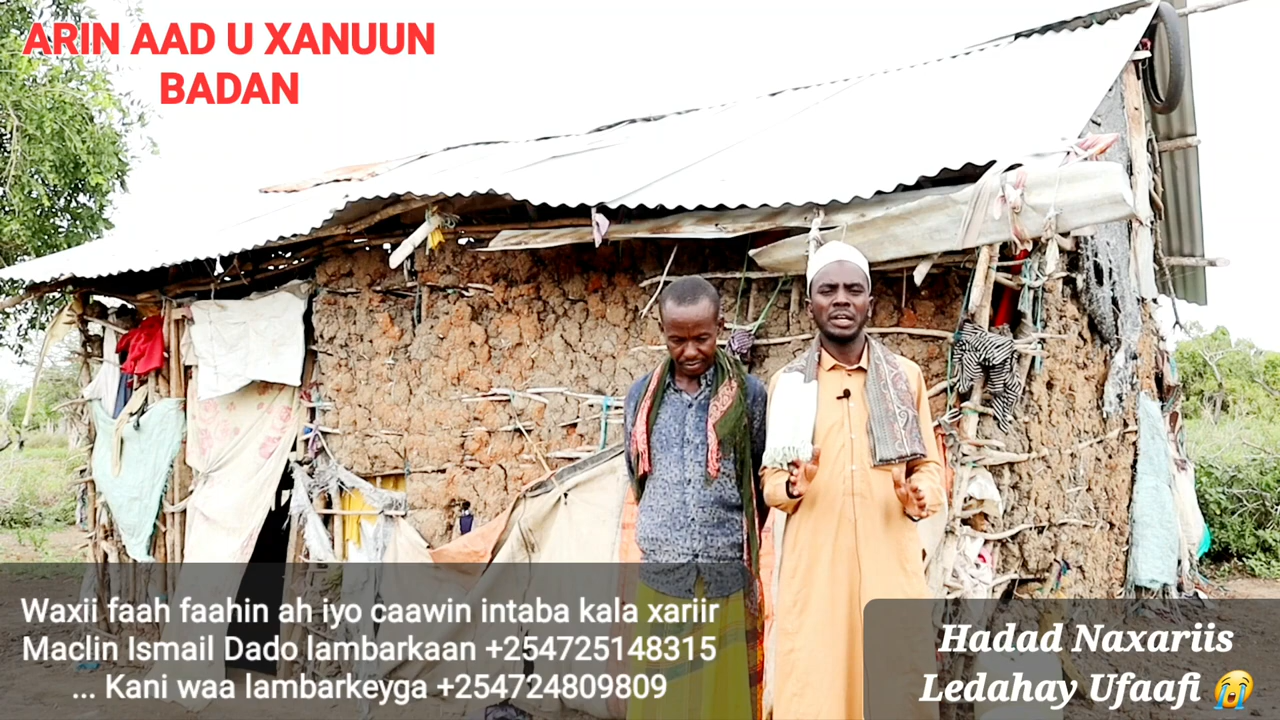 ARIN AAD U XANUUN
BADAN
Waxii faah faahin ah iyo caawin intaba kala xariir
Maclin Ismail Dado lambarkaan +254725148315
... Kani waa lambarkeyga +254724809809
Hadad Naxariis
Ledahay Ufaafi 😭